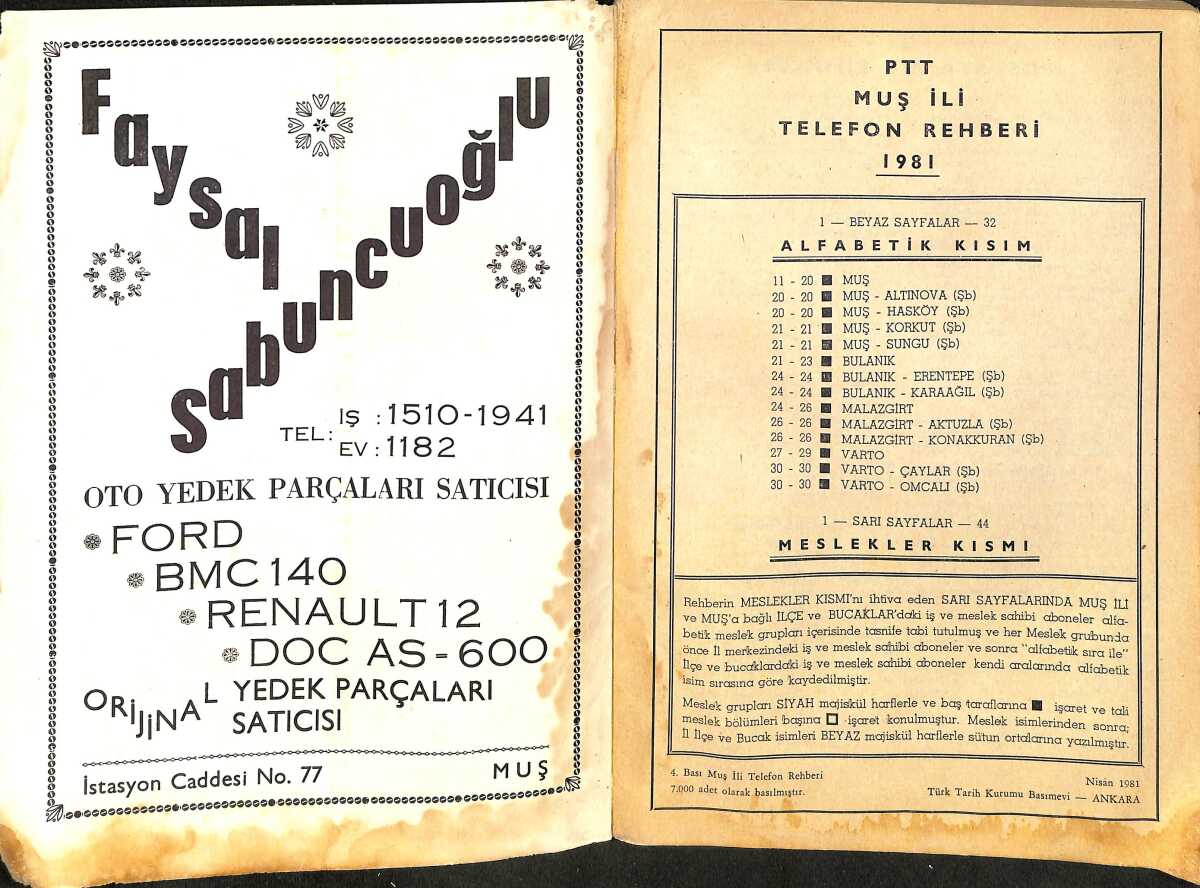 Faysal
Sabuncuoğlu
TEL: İŞ : 1510-1941
EV : 1182
OTO YEDEK PARÇALARI SATICISI
FORD
BMC 140
RENAULT 12
DOC AS-600
ORİJİNAL YEDEK PARÇALARI
SATICISI
İstasyon Caddesi No. 77 MUŞ
PTT
MUŞ İLİ
TELEFON REHBERİ
1981
1 — BEYAZ SAYFALAR — 32
ALFABETİK KISIM
11 - 20 ■ MUŞ
20 - 20 ■ MUŞ - ALTINOVA (Şb)
20 - 20 ■ MUŞ - HASKÖY (Şb)
21 - 21 ■ MUŞ - KORKUT (Şb)
21 - 21 ■ MUŞ - SUNGU (Şb)
21 - 23 ■ BULANIK
24 - 24 ■ BULANIK - ERENTEPE (Şb)
24 - 24 ■ BULANIK - KARAAĞIL (Şb)
24 - 26 ■ MALAZGİRT
26 - 26 ■ MALAZGİRT - AKTUZLA (Şb)
26 - 26 ■ MALAZGİRT - KONAKKURAN (Şb)
27 - 29 ■ VARTO
30 - 30 ■ VARTO - ÇAYLAR (Şb)
30 - 30 ■ VARTO - OMCALI (Şb)
1 — SARI SAYFALAR — 44
MESLEKLER KISMI
Rehberin MESLEKLER KISMI'nı ihtiva eden SARI SAYFALARINDA MUŞ İLİ
ve MUŞ'a bağlı İLÇE ve BUCAKLAR'daki iş ve meslek sahibi aboneler alfa-
betik meslek grupları içerisinde tasnife tabi tutulmuş ve her Meslek grubunda
önce İl merkezindeki iş ve meslek sahibi aboneler ve sonra "alfabetik sıra ile"
İlçe ve bucaklardaki iş ve meslek sahibi aboneler kendi aralarında alfabetik
isim sırasına göre kaydedilmiştir.
Meslek grupları SİYAH majiskül harflerle ve baş taraflarına ■ işaret ve tali
meslek bölümleri başına □ işaret konulmuştur. Meslek isimlerinden sonra;
İl İlçe ve Bucak isimleri BEYAZ majiskül harflerle sütun ortalarına yazılmıştır.
4. Bası Muş İli Telefon Rehberi
7.000 adet olarak basılmıştır.
Nisan 1981
Türk Tarih Kurumu Basımevi — ANKARA